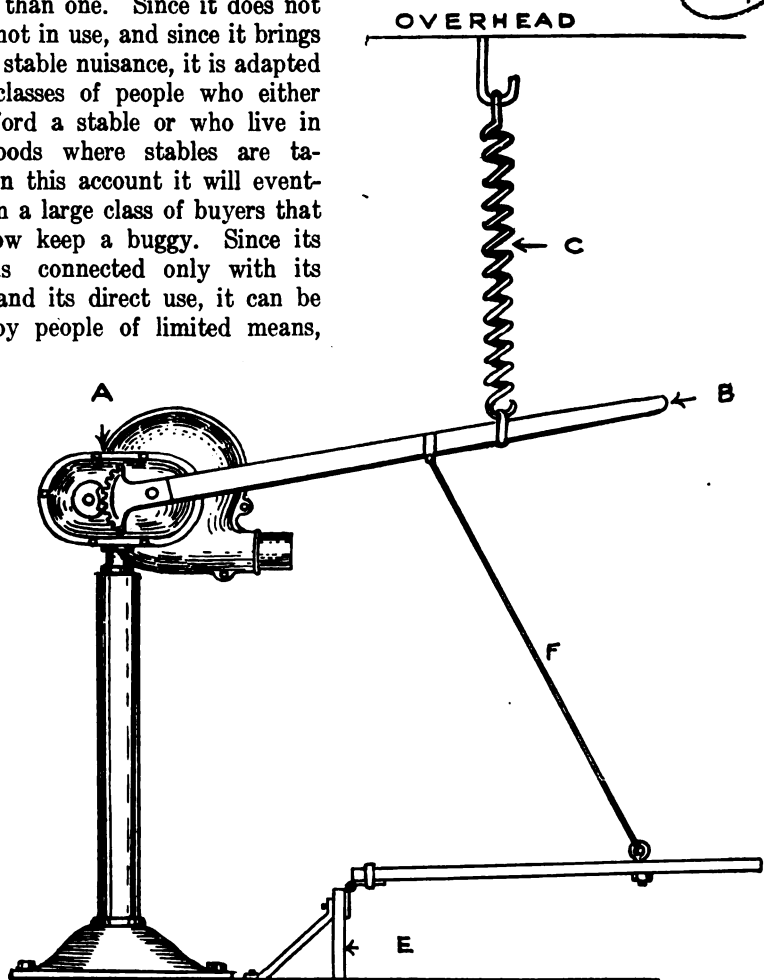 than one. Since it does not
not in use, and since it brings
stable nuisance, it is adapted
classes of people who either
ford a stable or who live in
oods where stables are ta-
n this account it will event-
n a large class of buyers that
ow keep a buggy. Since its
s connected only with its
and its direct use, it can be
by people of limited means,
OVERHEAD
C
A
B
F
E